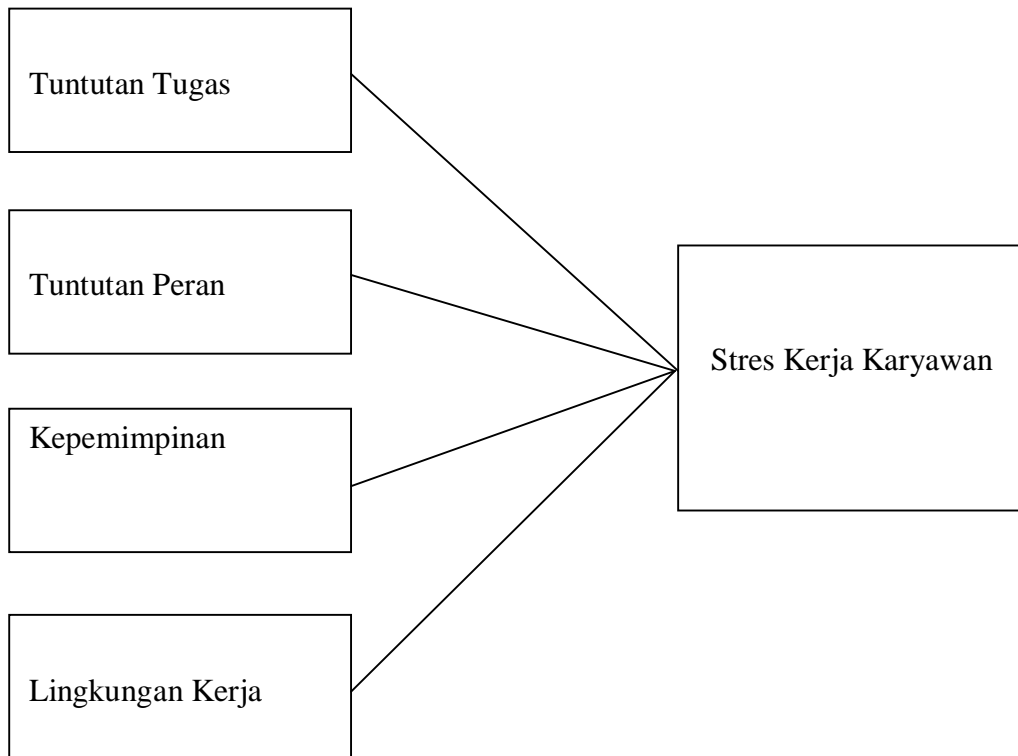 Tuntutan Tugas
Tuntutan Peran
Kepemimpinan
Lingkungan Kerja
Stres Kerja Karyawan